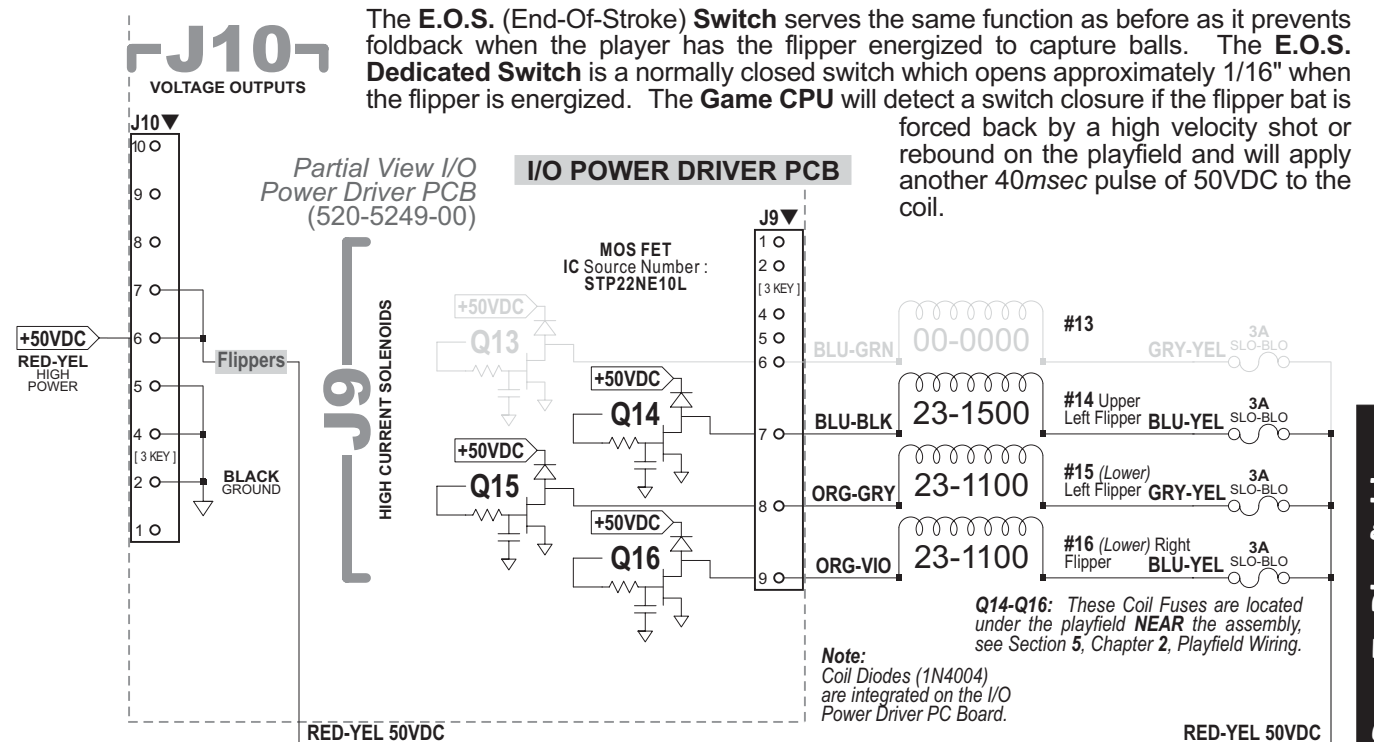 J10
VOLTAGE OUTPUTS
The E.O.S. (End-Of-Stroke) Switch serves the same function as before as it prevents
foldback when the player has the flipper energized to capture balls. The E.O.S.
Dedicated Switch is a normally closed switch which opens approximately 1/16" when
the flipper is energized. The Game CPU will detect a switch closure if the flipper bat is
forced back by a high velocity shot or
rebound on the playfield and will apply
another 40msec pulse of 50VDC to the
coil.
J10▼
10
9
8
7
6
5
4
[ 3 KEY ]
2
1
+50VDC
RED-YEL
HIGH
POWER
Flippers
BLACK
GROUND
Partial View I/O
Power Driver PCB
(520-5249-00)
I/O POWER DRIVER PCB
J9
HIGH CURRENT SOLENOIDS
MOS FET
IC Source Number :
STP22NE10L
J9▼
1
2
[ 3 KEY ]
4
5
6
7
8
9
+50VDC
Q13
+50VDC
Q14
+50VDC
Q15
+50VDC
Q16
BLU-GRN
00-0000
#13
GRY-YEL
3A
SLO-BLO
BLU-BLK
23-1500
#14 Upper
Left Flipper
BLU-YEL
3A
SLO-BLO
ORG-GRY
23-1100
#15 (Lower)
Left Flipper
GRY-YEL
3A
SLO-BLO
ORG-VIO
23-1100
#16 (Lower) Right
Flipper
BLU-YEL
3A
SLO-BLO
Q14-Q16: These Coil Fuses are located
under the playfield NEAR the assembly,
see Section 5, Chapter 2, Playfield Wiring.
Note:
Coil Diodes (1N4004)
are integrated on the I/O
Power Driver PC Board.
RED-YEL 50VDC
RED-YEL 50VDC